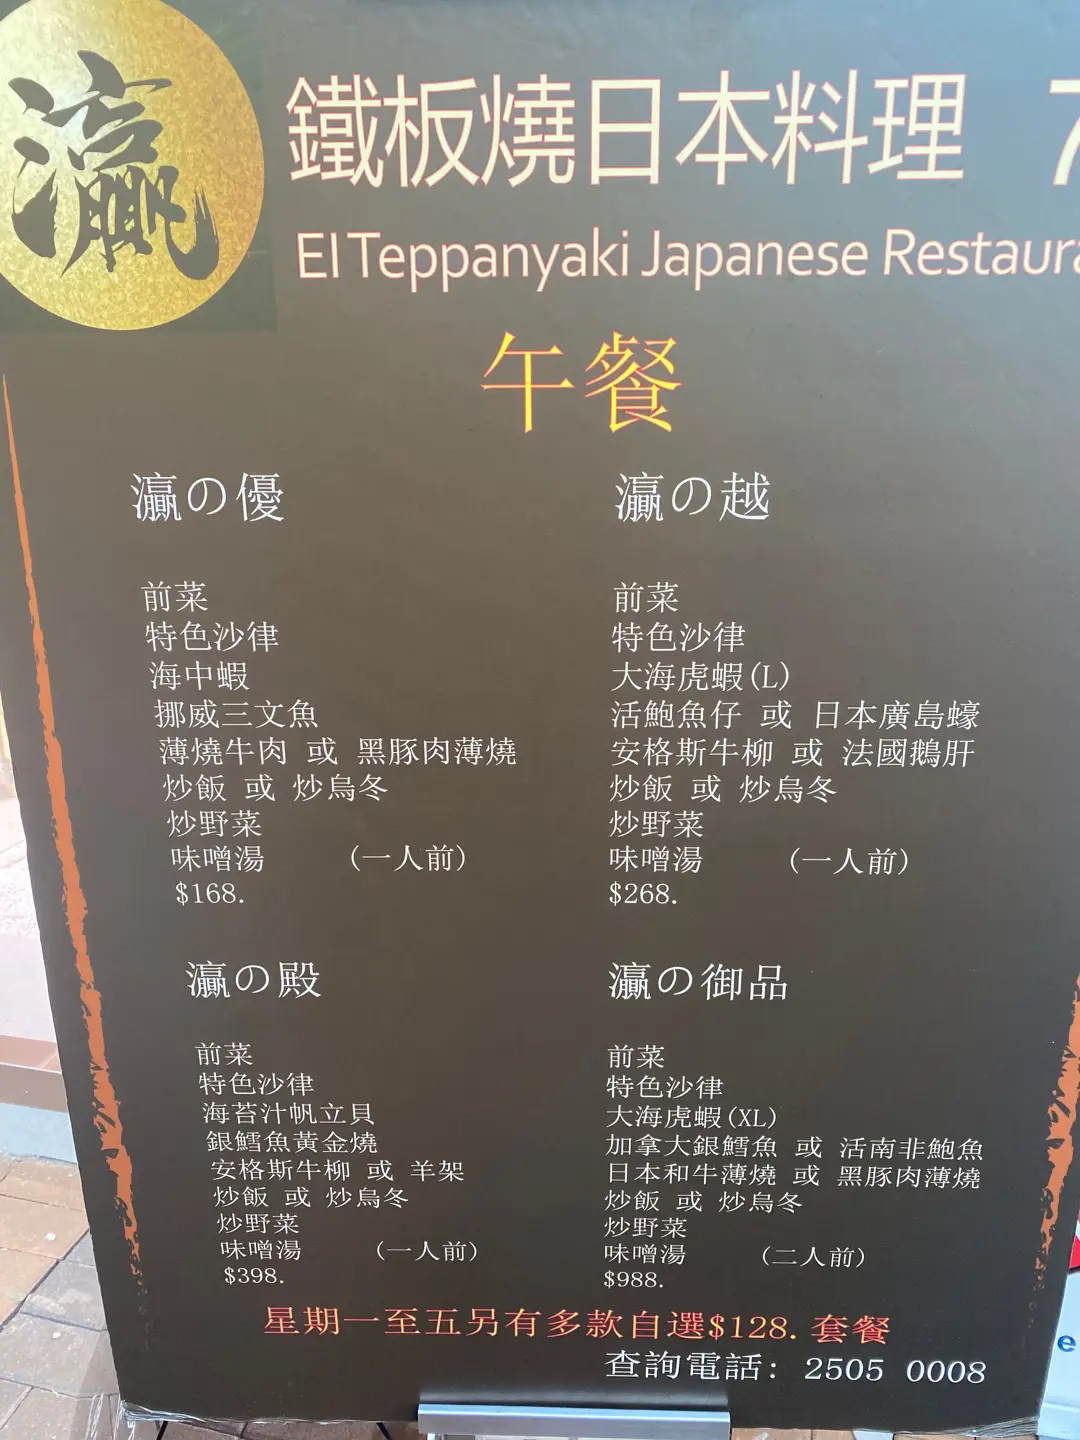 瀛
鐵板燒日本料理 7
EI Teppanyaki Japanese Restaura
午餐
瀛の優
前菜
特色沙律
海中蝦
挪威三文魚
薄燒牛肉 或 黑豚肉薄燒
炒飯 或 炒烏冬
炒野菜
味噌湯 (一人前)
$168.
瀛の越
前菜
特色沙律
大海虎蝦(L)
活鮑魚仔 或 日本廣島蠔
安格斯牛柳 或 法國鵝肝
炒飯 或 炒烏冬
炒野菜
味噌湯 (一人前)
$268.
瀛の殿
前菜
特色沙律
海苔汁帆立貝
銀鱈魚黃金燒
安格斯牛柳 或 羊架
炒飯 或 炒烏冬
炒野菜
味噌湯 (一人前)
$398.
瀛の御品
前菜
特色沙律
大海虎蝦(XL)
加拿大銀鱈魚 或 活南非鮑魚
日本和牛薄燒 或 黑豚肉薄燒
炒飯 或 炒烏冬
炒野菜
味噌湯 (二人前)
$988.
星期一至五另有多款自選$128. 套餐
查詢電話: 2505 0008
e